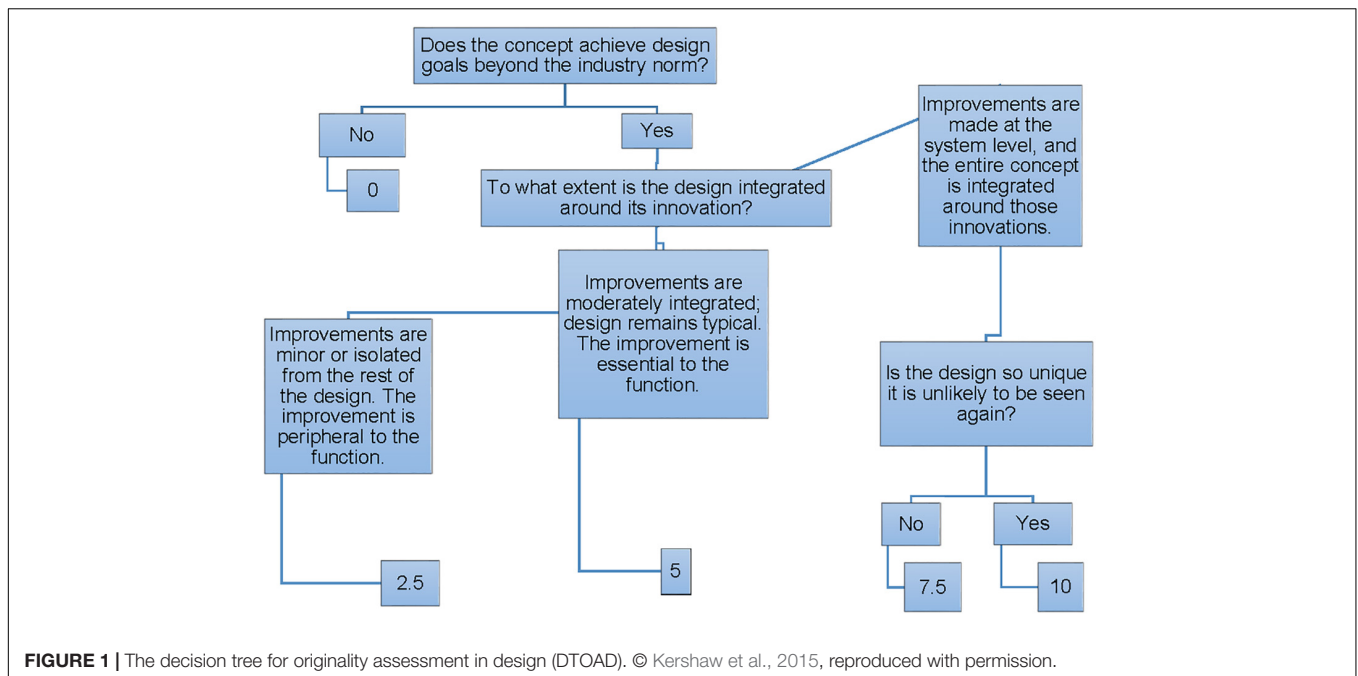 Does the concept achieve design
goals beyond the industry norm?
No
Yes
0
To what extent is the design integrated
around its innovation?
Improvements are
made at the
system level, and
the entire concept
is integrated
around those
innovations.
Improvements are
moderately integrated;
design remains typical.
The improvement is
essential to the
function.
Improvements are
minor or isolated
from the rest of
the design. The
improvement is
peripheral to the
function.
Is the design so unique
it is unlikely to be seen
again?
No
Yes
2.5
5
7.5
10
FIGURE 1 | The decision tree for originality assessment in design (DTOAD). © Kershaw et al., 2015, reproduced with permission.